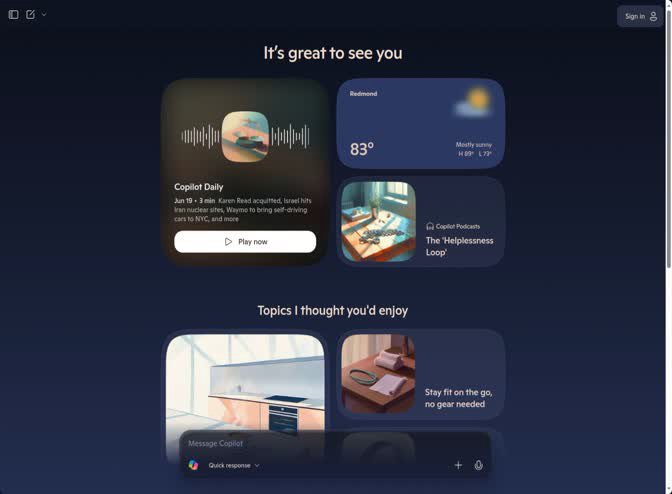 Sign in
It's great to see you
Copilot Daily
Jun 19 • 3 min Karen Read acquitted, Israel hits
Iran nuclear sites, Waymo to bring self-driving
cars to NYC, and more
Play now
Redmond
83°
Mostly sunny
H 89° L 73°
Copilot Podcasts
The 'Helplessness
Loop'
Topics I thought you'd enjoy
Stay fit on the go,
no gear needed
Message Copilot
Quick response